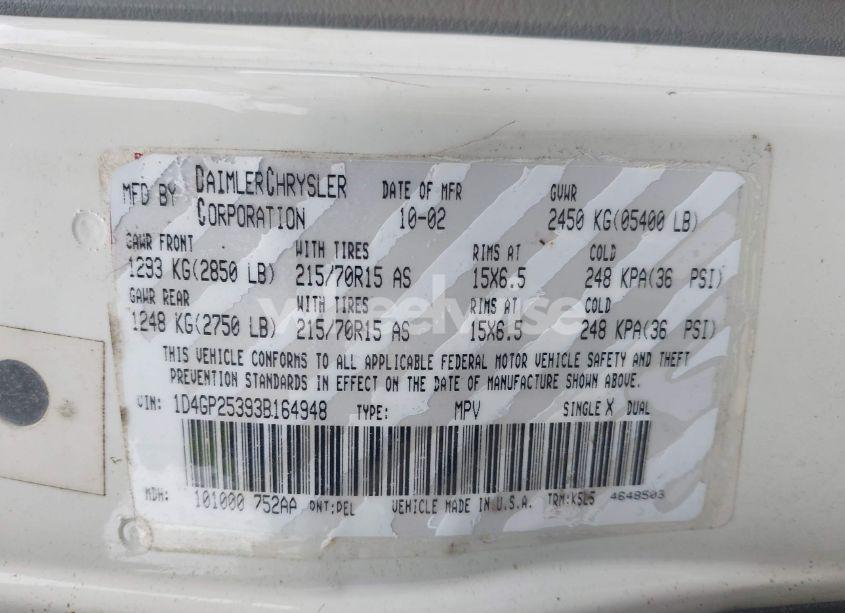 MFD BY DAIMLERCHRYSLER CORPORATION DATE OF MFR 10-02 GVWR 2450 KG(05400 LB)
GAWR FRONT WITH TIRES RIMS AT COLD
1293 KG(2850 LB) 215/70R15 AS 15X6.5 248 KPA(36 PSI)
GAWR REAR WITH TIRES RIMS AT COLD
1248 KG(2750 LB) 215/70R15 AS 15X6.5 248 KPA(36 PSI)
THIS VEHICLE CONFORMS TO ALL APPLICABLE FEDERAL MOTOR VEHICLE SAFETY AND THEFT
PREVENTION STANDARDS IN EFFECT ON THE DATE OF MANUFACTURE SHOWN ABOVE.
VIN: 1D4GP25393B164948 TYPE: MPV SINGLE X DUAL
MDH: 101000 752AA PNT:PEL VEHICLE MADE IN U.S.A. TRM:K5L5 4648503